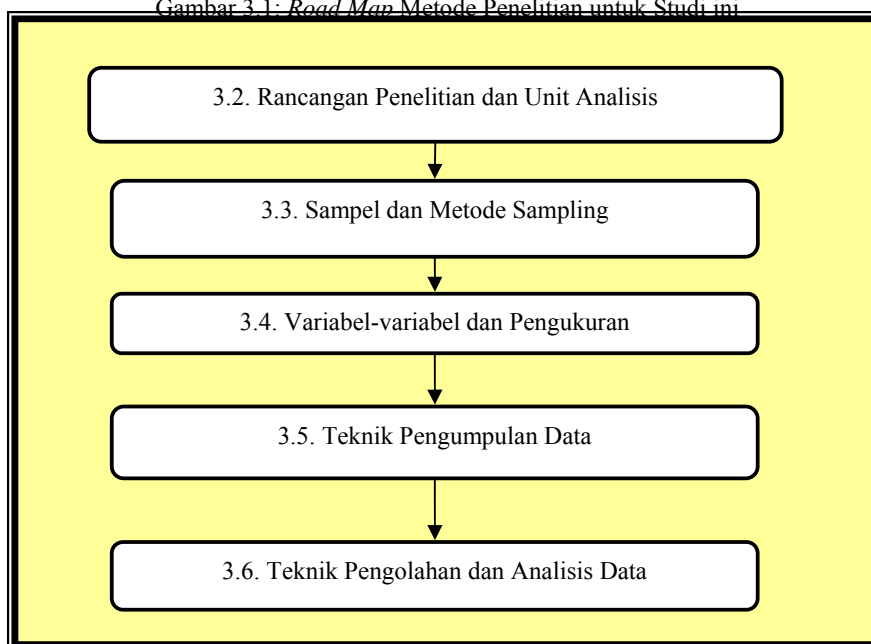 Gambar 3.1: Road Map Metode Penelitian untuk Studi ini
3.2. Rancangan Penelitian dan Unit Analisis
3.3. Sampel dan Metode Sampling
3.4. Variabel-variabel dan Pengukuran
3.5. Teknik Pengumpulan Data
3.6. Teknik Pengolahan dan Analisis Data